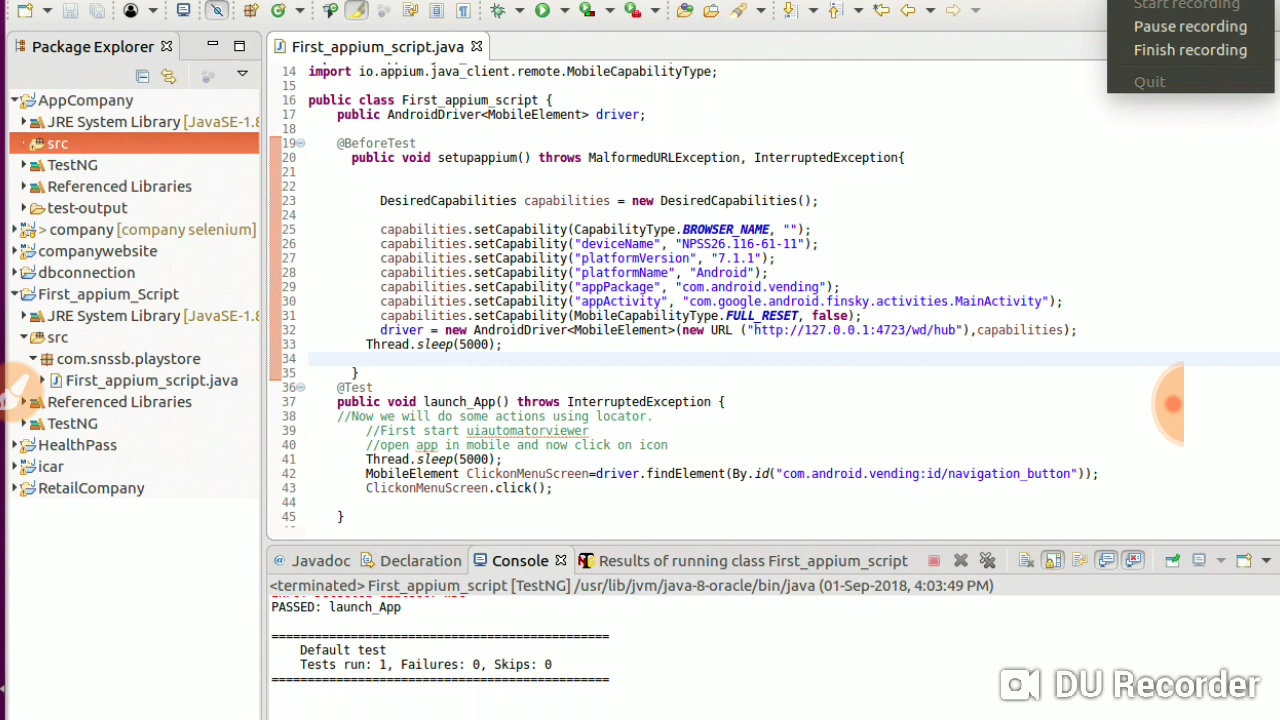 Start recording
Pause recording
Finish recording
Quit
Package Explorer
First_appium_script.java
AppCompany
JRE System Library [JavaSE-1.8
src
TestNG
Referenced Libraries
test-output
> company [company selenium]
companywebsite
dbconnection
First_appium_Script
JRE System Library [JavaSE-1.8
src
com.snssb.playstore
First_appium_script.java
Referenced Libraries
TestNG
HealthPass
icar
RetailCompany
14 import io.appium.java_client.remote.MobileCapabilityType;
15
16 public class First_appium_script {
17 public AndroidDriver<MobileElement> driver;
18
19 @BeforeTest
20 public void setupappium() throws MalformedURLException, InterruptedException{
21
22
23 DesiredCapabilities capabilities = new DesiredCapabilities();
24
25 capabilities.setCapability(CapabilityType.BROWSER_NAME, "");
26 capabilities.setCapability("deviceName", "NPSS26.116-61-11");
27 capabilities.setCapability("platformVersion", "7.1.1");
28 capabilities.setCapability("platformName", "Android");
29 capabilities.setCapability("appPackage", "com.android.vending");
30 capabilities.setCapability("appActivity", "com.google.android.finsky.activities.MainActivity");
31 capabilities.setCapability(MobileCapabilityType.FULL_RESET, false);
32 driver = new AndroidDriver<MobileElement>(new URL ("http://127.0.0.1:4723/wd/hub"),capabilities);
33 Thread.sleep(5000);
34
35 }
36 @Test
37 public void launch_App() throws InterruptedException {
38 //Now we will do some actions using locator.
39 //First start uiautomatorviewer
40 //open app in mobile and now click on icon
41 Thread.sleep(5000);
42 MobileElement ClickonMenuScreen=driver.findElement(By.id("com.android.vending:id/navigation_button"));
43 ClickonMenuScreen.click();
44
45 }
Javadoc Declaration Console Results of running class First_appium_script
<terminated> First_appium_script [TestNG] /usr/lib/jvm/java-8-oracle/bin/java (01-Sep-2018, 4:03:49 PM)
PASSED: launch_App
===============================================
Default test
Tests run: 1, Failures: 0, Skips: 0
===============================================
DU Recorder